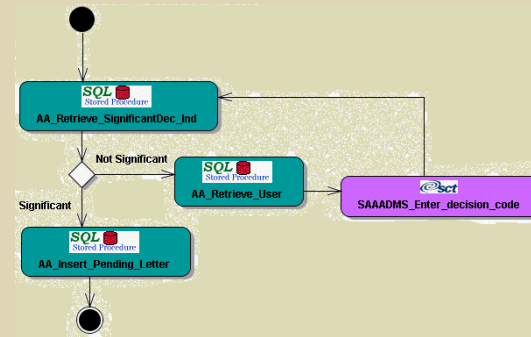 SQL
Stored Procedure
AA_Retrieve_SignificantDec_Ind
Not Significant
SQL
Stored Procedure
AA_Retrieve_User
sct
SAAADMS_Enter_decision_code
Significant
SQL
Stored Procedure
AA_Insert_Pending_Letter